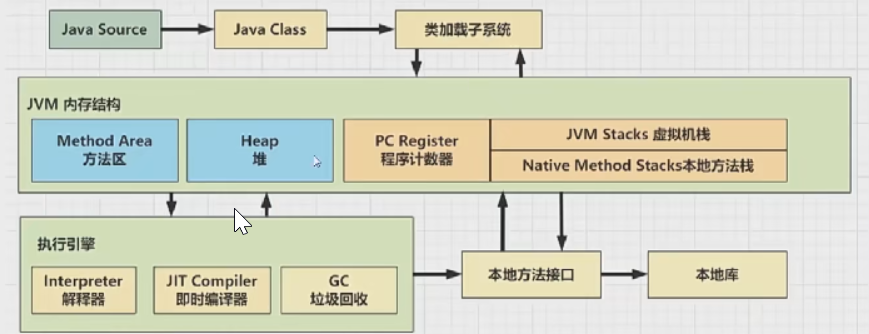 Java Source
Java Class
类加载子系统
JVM 内存结构
Method Area
方法区
Heap
堆
PC Register
程序计数器
JVM Stacks 虚拟机栈
Native Method Stacks本地方法栈
执行引擎
Interpreter
解释器
JIT Compiler
即时编译器
GC
垃圾回收
本地方法接口
本地库